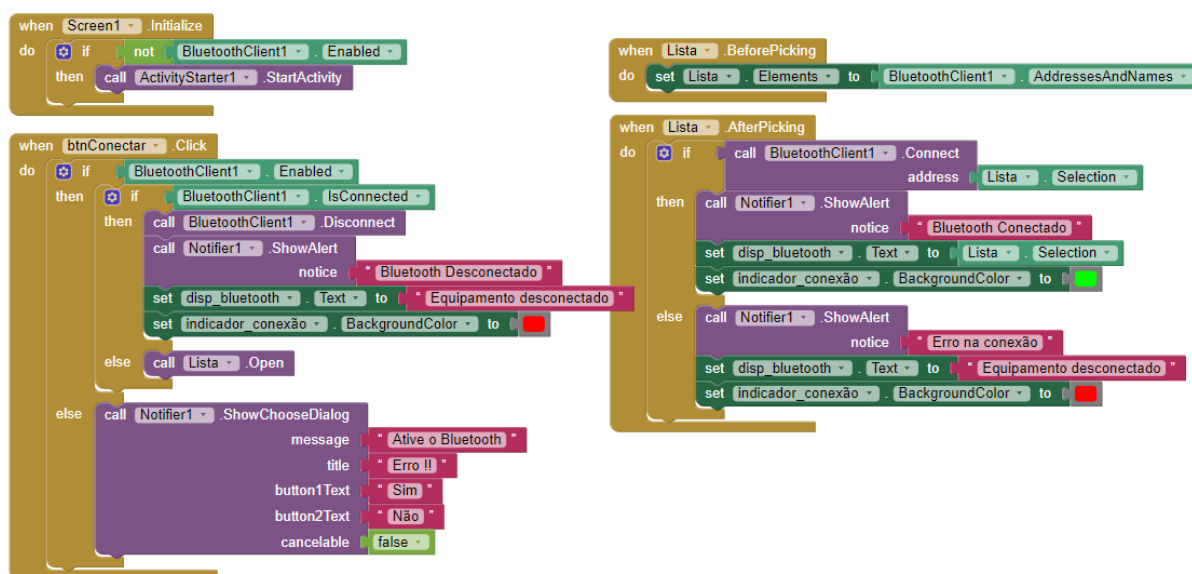 when Screen1 .Initialize
do if not BluetoothClient1 . Enabled
then call ActivityStarter1 .StartActivity
when btnConectar .Click
do if BluetoothClient1 . Enabled
then if BluetoothClient1 . IsConnected
then call BluetoothClient1 .Disconnect
call Notifier1 .ShowAlert
notice " Bluetooth Desconectado "
set disp_bluetooth . Text to " Equipamento desconectado "
set indicador_conexão . BackgroundColor to
else call Lista .Open
else call Notifier1 .ShowChooseDialog
message " Ative o Bluetooth "
title " Erro !! "
button1Text " Sim "
button2Text " Não "
cancelable false
when Lista .BeforePicking
do set Lista . Elements to BluetoothClient1 . AddressesAndNames
when Lista .AfterPicking
do if call BluetoothClient1 .Connect
address Lista . Selection
then call Notifier1 .ShowAlert
notice " Bluetooth Conectado "
set disp_bluetooth . Text to Lista . Selection
set indicador_conexão . BackgroundColor to
else call Notifier1 .ShowAlert
notice " Erro na conexão "
set disp_bluetooth . Text to " Equipamento desconectado "
set indicador_conexão . BackgroundColor to